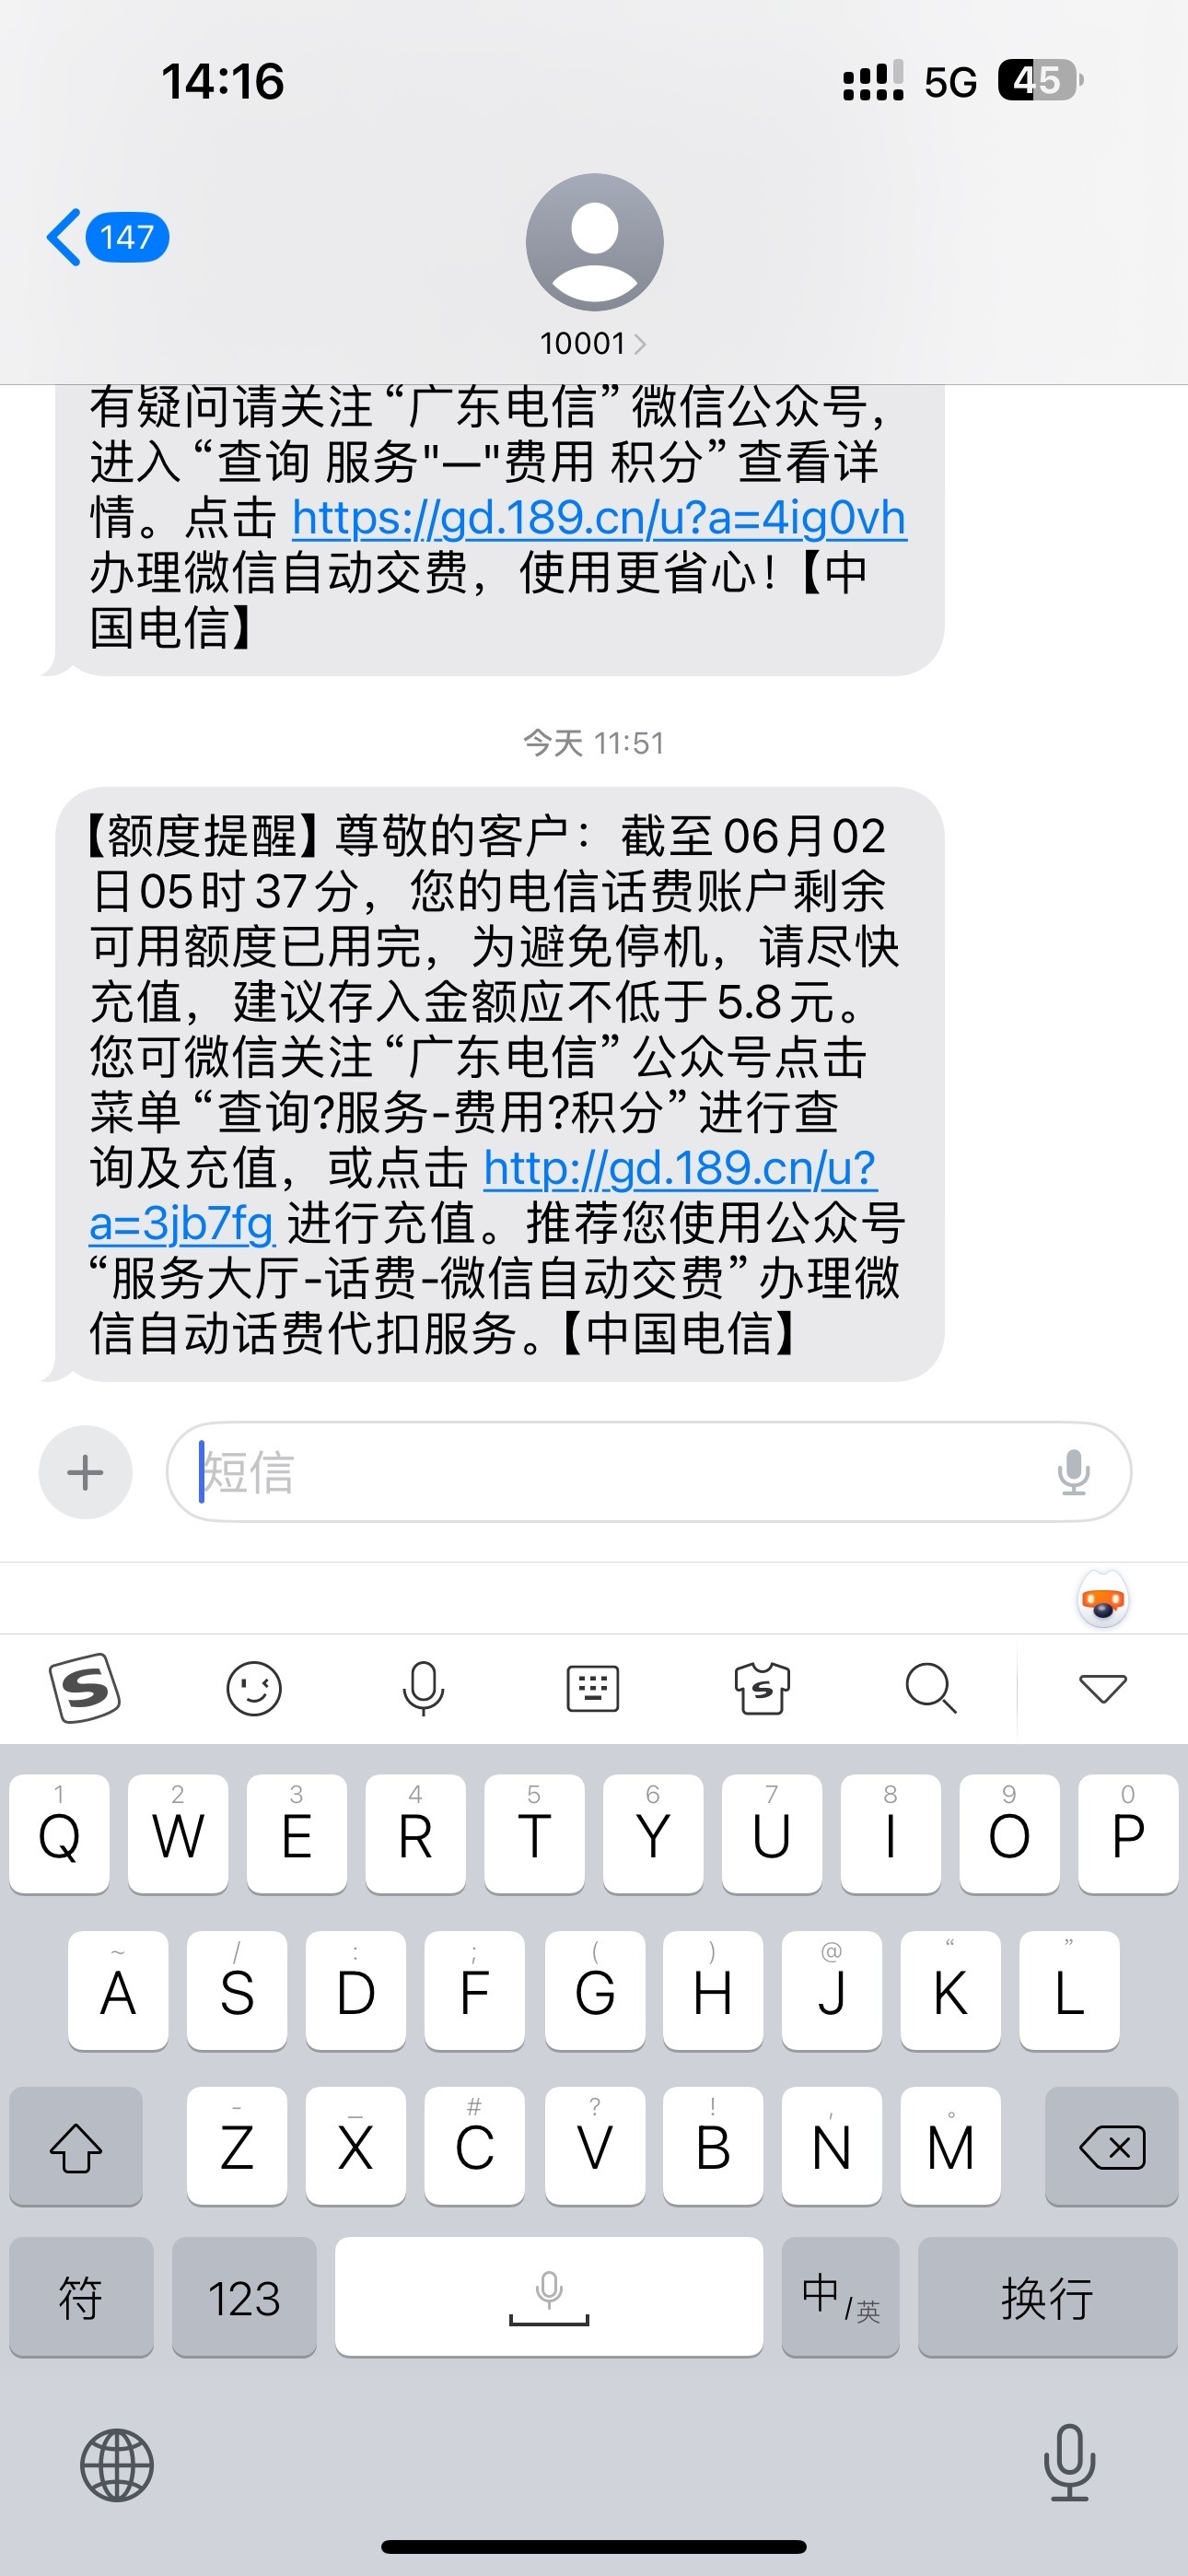 14:16
5G 45
147
10001
有疑问请关注“广东电信”微信公众号，
进入“查询 服务"—"费用 积分”查看详
情。点击 https://gd.189.cn/u?a=4ig0vh
办理微信自动交费，使用更省心！【中
国电信】
今天 11:51
【额度提醒】尊敬的客户：截至06月02
日05时37分，您的电信话费账户剩余
可用额度已用完，为避免停机，请尽快
充值，建议存入金额应不低于5.8元。
您可微信关注“广东电信”公众号点击
菜单“查询?服务-费用?积分”进行查
询及充值，或点击 http://gd.189.cn/u?
a=3jb7fg 进行充值。推荐您使用公众号
“服务大厅-话费-微信自动交费”办理微
信自动话费代扣服务。【中国电信】
短信
S S
1 2 3 4 5 6 7 8 9 0
Q W E R T Y U I O P
~ / : ; ( ) @ “ ”
A S D F G H J K L
- _ # ? ! , 。
Z X C V B N M
符 123 中/英 换行